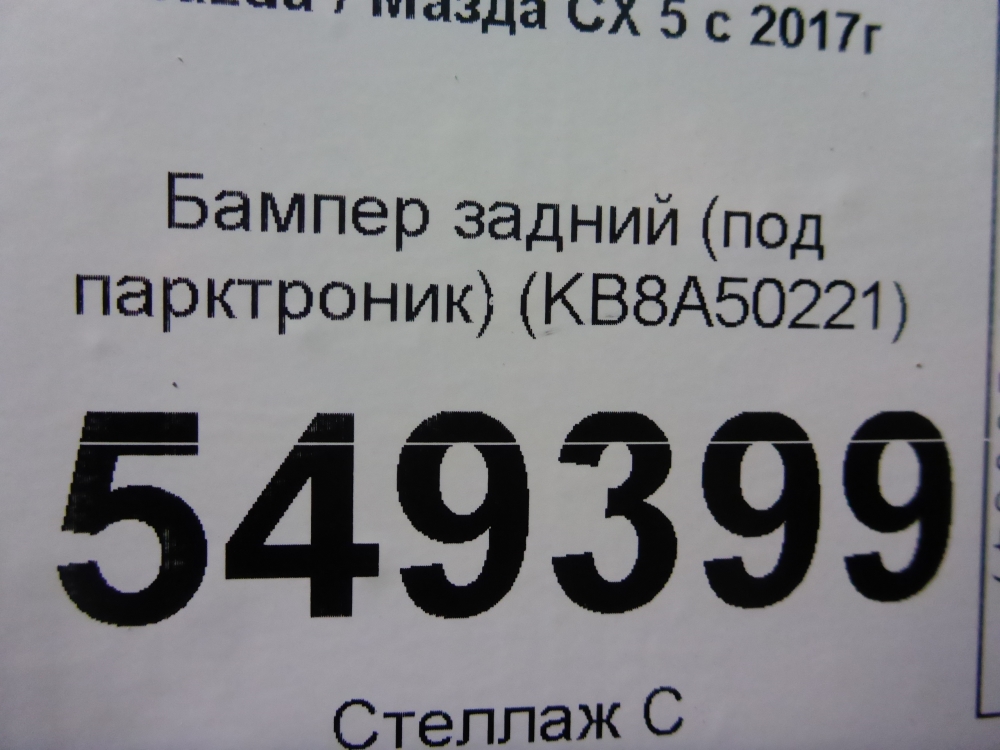 / Мазда CX 5 с 2017г
Бампер задний (под
парктроник) (KB8A50221)
549399
Стеллаж С